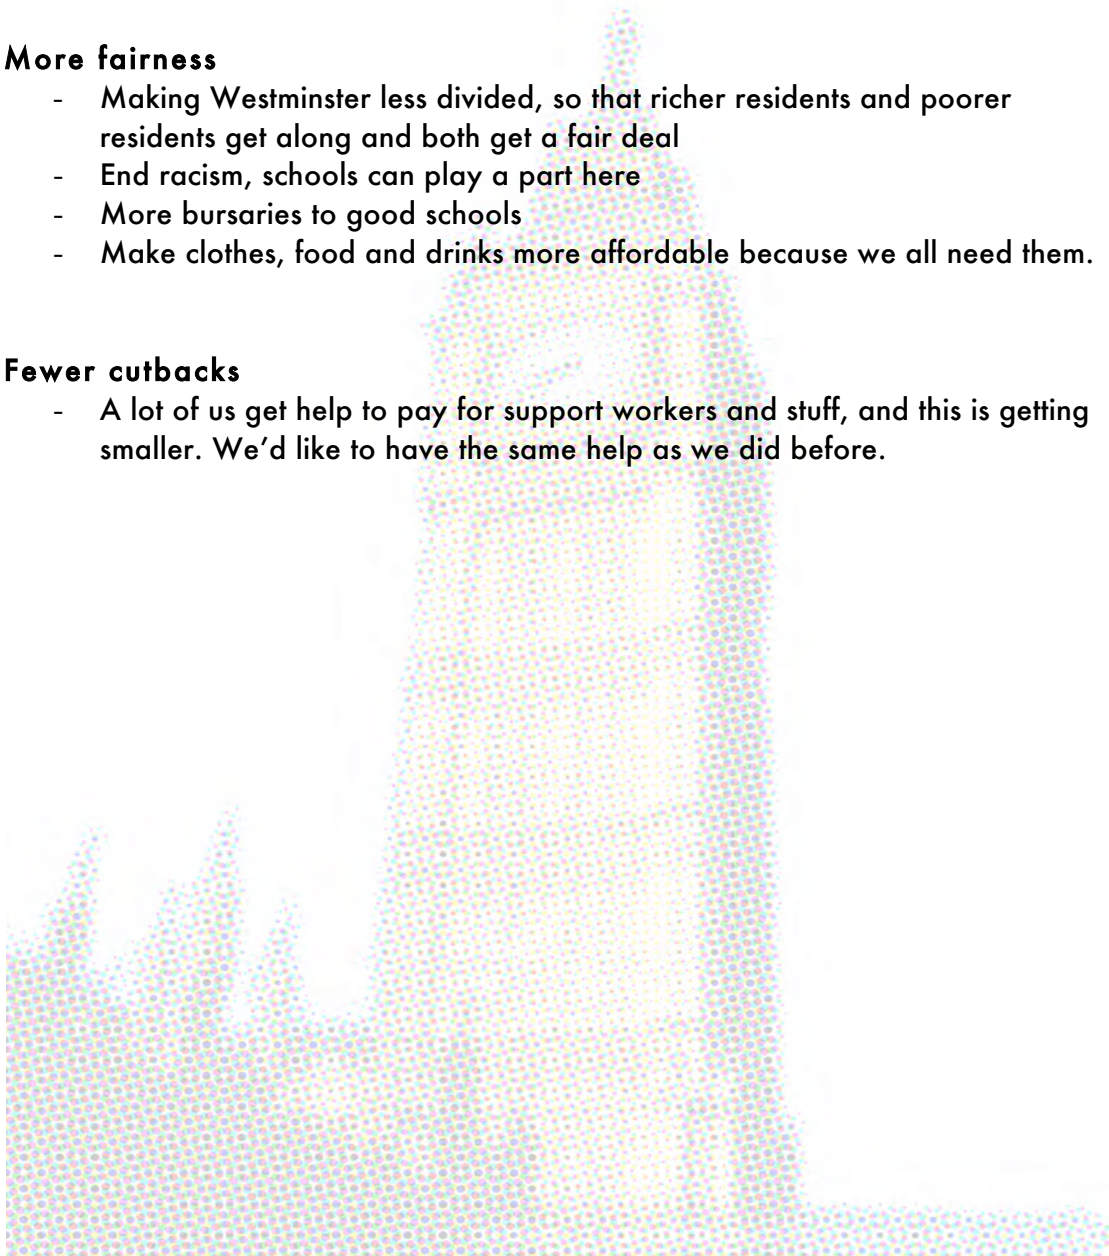 More fairness
- Making Westminster less divided, so that richer residents and poorer
residents get along and both get a fair deal
- End racism, schools can play a part here
- More bursaries to good schools
- Make clothes, food and drinks more affordable because we all need them.
Fewer cutbacks
- A lot of us get help to pay for support workers and stuff, and this is getting
smaller. We’d like to have the same help as we did before.